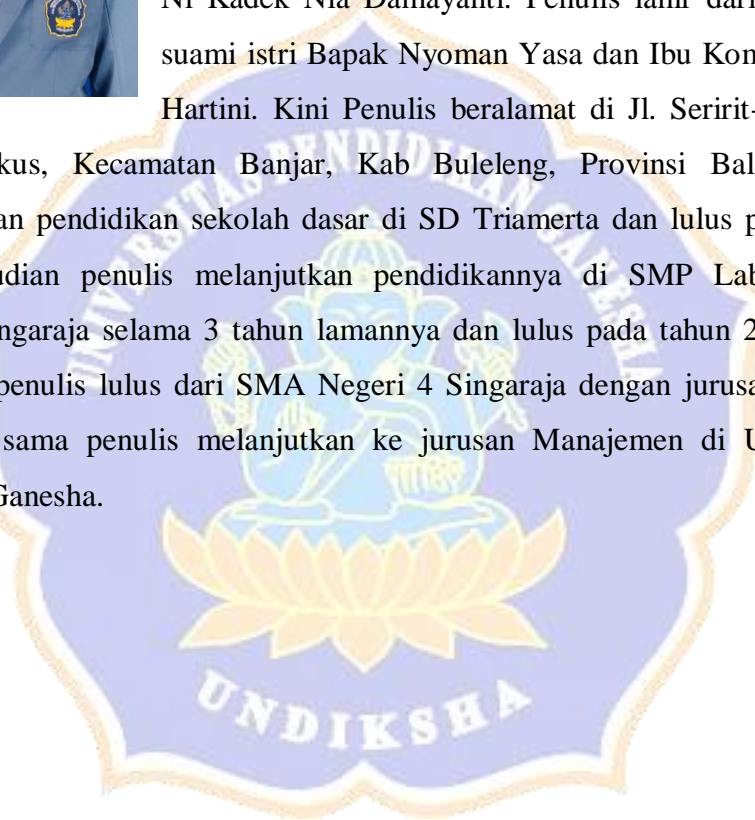 Ni Kadek Nia Damayanti. Penulis lahir dari
suami istri Bapak Nyoman Yasa dan Ibu Kom
Hartini. Kini Penulis beralamat di Jl. Seririt-
kus, Kecamatan Banjar, Kab Buleleng, Provinsi Bal
an pendidikan sekolah dasar di SD Triamerta dan lulus p
udian penulis melanjutkan pendidikannya di SMP Lab
ngaraja selama 3 tahun lamannya dan lulus pada tahun 2
penulis lulus dari SMA Negeri 4 Singaraja dengan jurusa
sama penulis melanjutkan ke jurusan Manajemen di U
Ganesha.
UNIVERSITAS PENDIDIKAN GANESHA
UNDIKSHA